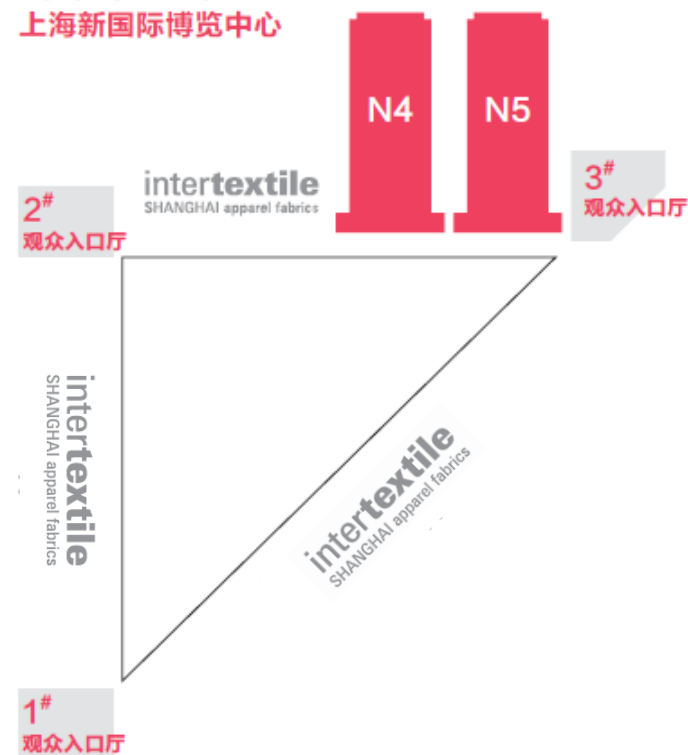 上海新国际博览中心
N4
N5
intertextile
SHANGHAI apparel fabrics
3#
观众入口厅
2#
观众入口厅
intertextile
SHANGHAI apparel fabrics
intertextile
SHANGHAI apparel fabrics
1#
观众入口厅